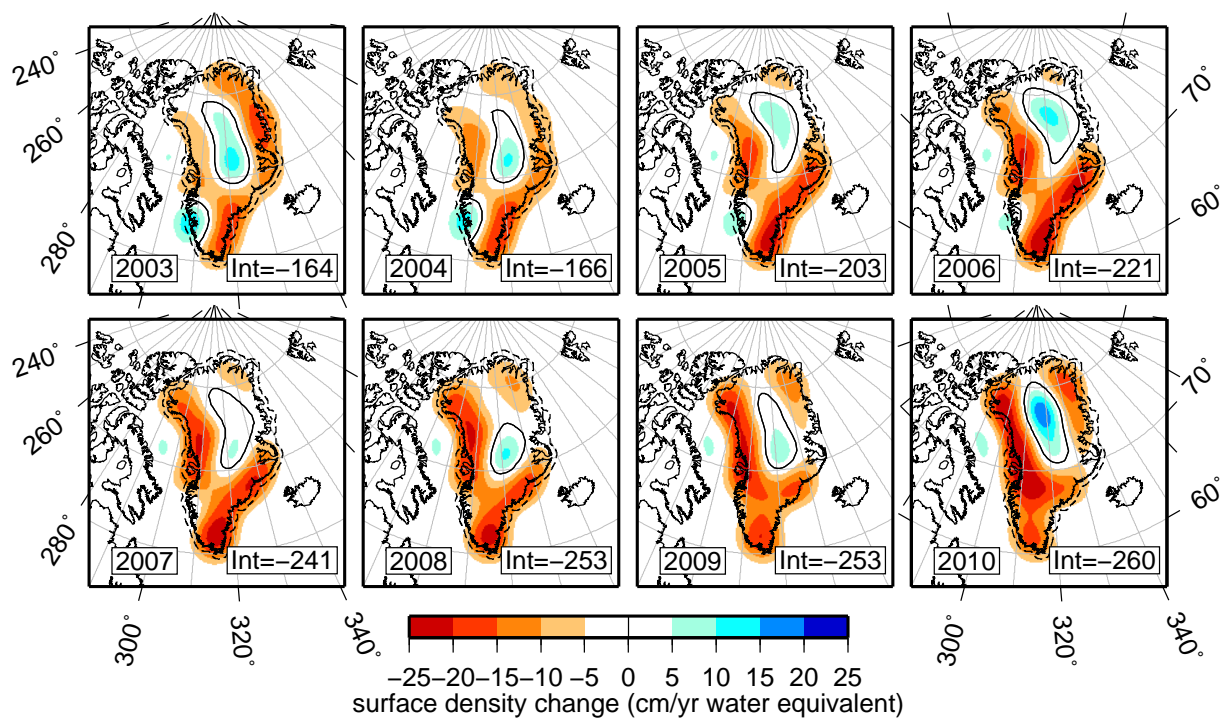 240°
260°
280°
70°
60°
2003
Int=−164
2004
Int=−166
2005
Int=−203
2006
Int=−221
240°
260°
280°
70°
60°
2007
Int=−241
2008
Int=−253
2009
Int=−253
2010
Int=−260
300°
320°
340°
300°
320°
340°
−25 −20 −15 −10 −5 0 5 10 15 20 25
surface density change (cm/yr water equivalent)